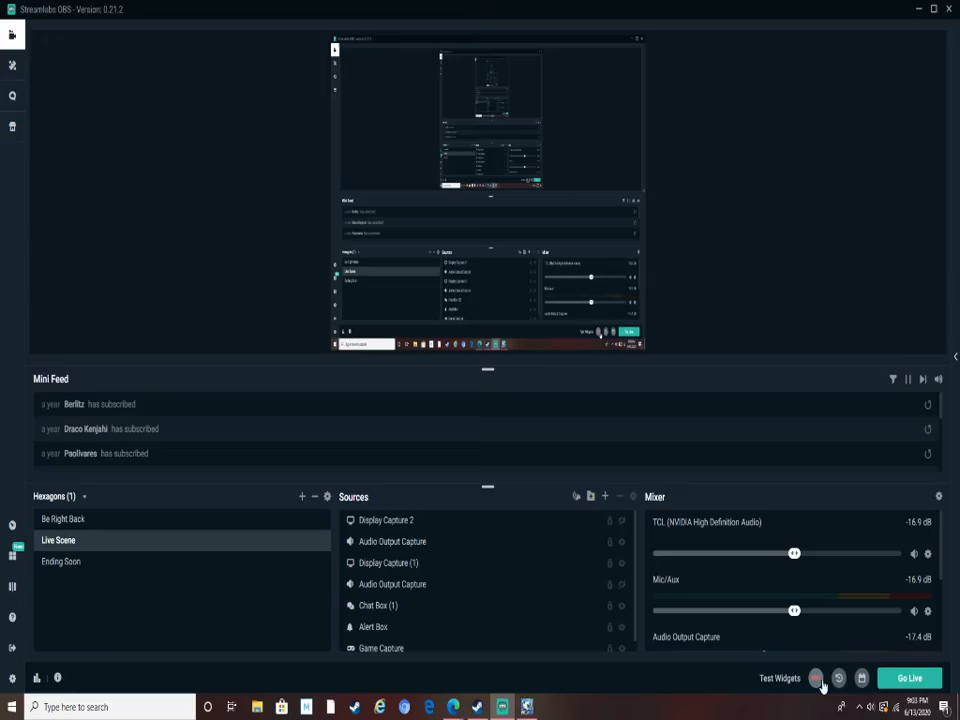 Streamlabs OBS - Version: 0.21.2
Mini Feed
a year Berlitz has subscribed
a year Draco Kenjahi has subscribed
a year Paolivares has subscribed
Hexagons (1)
Be Right Back
Live Scene
Ending Soon
Sources
Display Capture 2
Audio Output Capture
Display Capture (1)
Audio Output Capture
Chat Box (1)
Alert Box
Game Capture
Mixer
TCL (NVIDIA High Definition Audio) -16.9 dB
Mic/Aux -16.9 dB
Audio Output Capture -17.4 dB
New
Test Widgets
Go Live
Type here to search
9:03 PM
6/13/2020